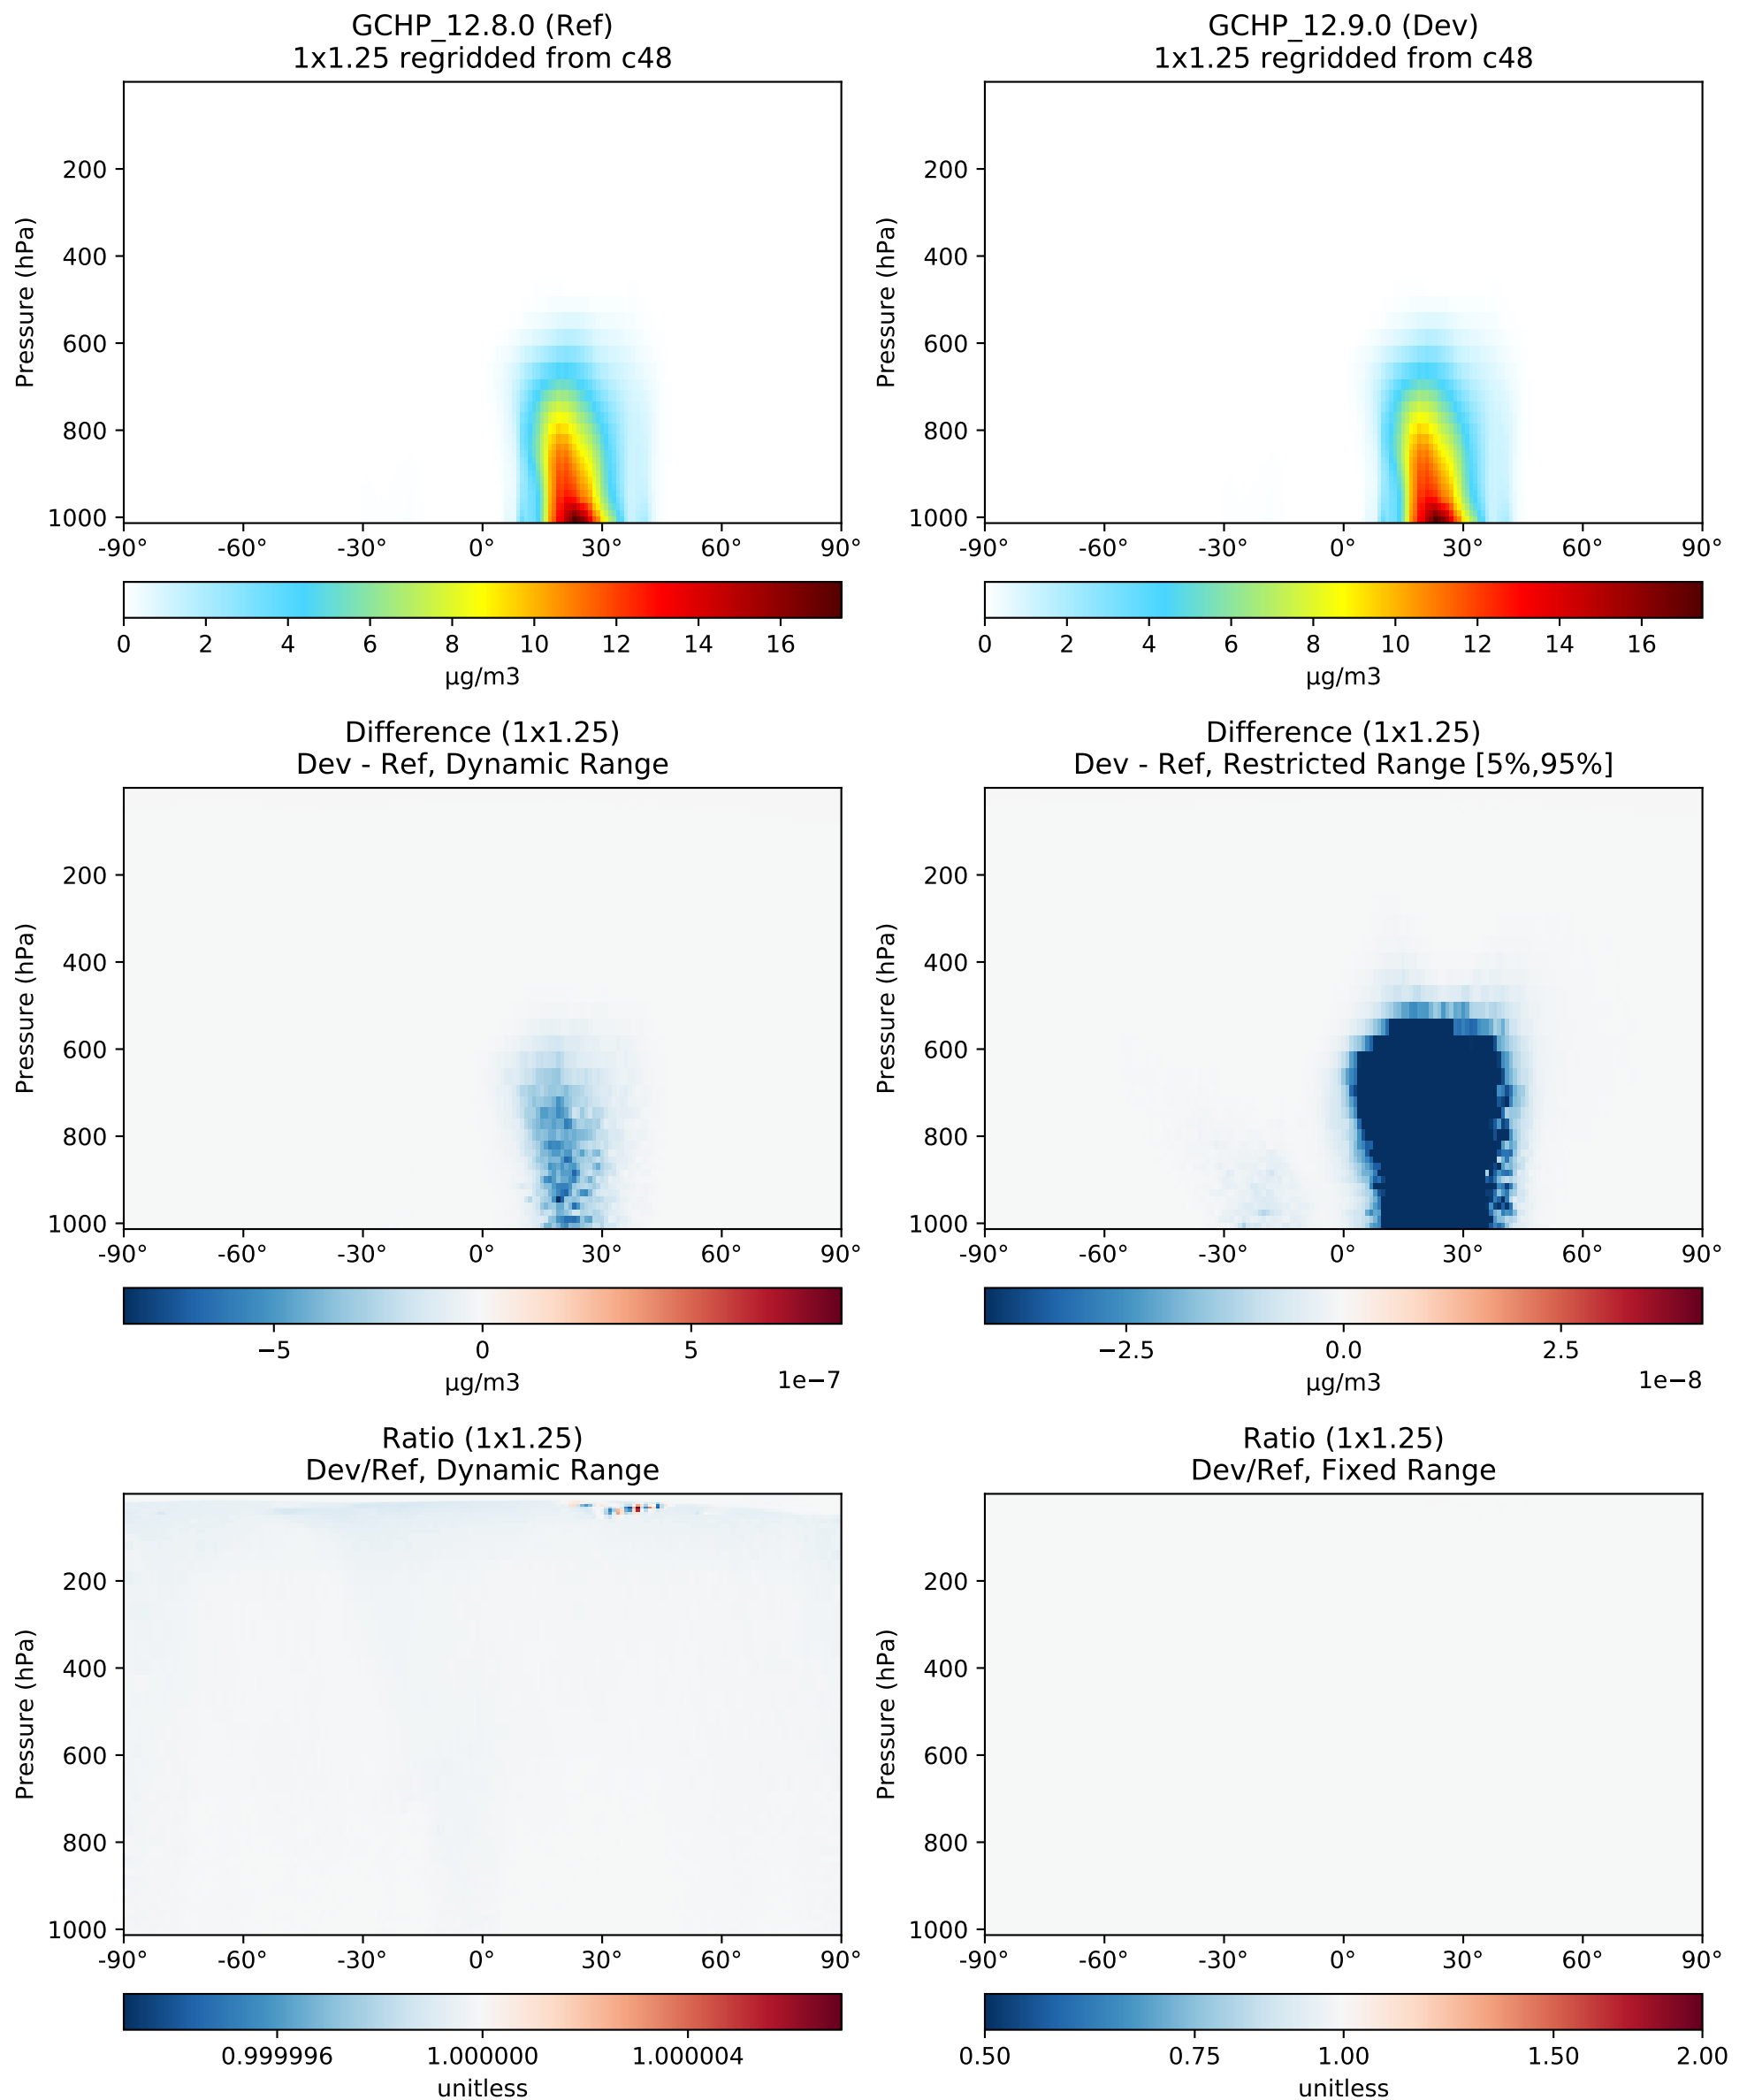 GCHP_12.8.0 (Ref)
1x1.25 regridded from c48
Pressure (hPa)
200
400
600
800
1000
-90° -60° -30° 0° 30° 60° 90°
0 2 4 6 8 10 12 14 16
µg/m3
GCHP_12.9.0 (Dev)
1x1.25 regridded from c48
Pressure (hPa)
200
400
600
800
1000
-90° -60° -30° 0° 30° 60° 90°
0 2 4 6 8 10 12 14 16
µg/m3
Difference (1x1.25)
Dev - Ref, Dynamic Range
Pressure (hPa)
200
400
600
800
1000
-90° -60° -30° 0° 30° 60° 90°
−5 0 5
µg/m3 1e−7
Difference (1x1.25)
Dev - Ref, Restricted Range [5%,95%]
Pressure (hPa)
200
400
600
800
1000
-90° -60° -30° 0° 30° 60° 90°
−2.5 0.0 2.5
µg/m3 1e−8
Ratio (1x1.25)
Dev/Ref, Dynamic Range
Pressure (hPa)
200
400
600
800
1000
-90° -60° -30° 0° 30° 60° 90°
0.999996 1.000000 1.000004
unitless
Ratio (1x1.25)
Dev/Ref, Fixed Range
Pressure (hPa)
200
400
600
800
1000
-90° -60° -30° 0° 30° 60° 90°
0.50 0.75 1.00 1.50 2.00
unitless